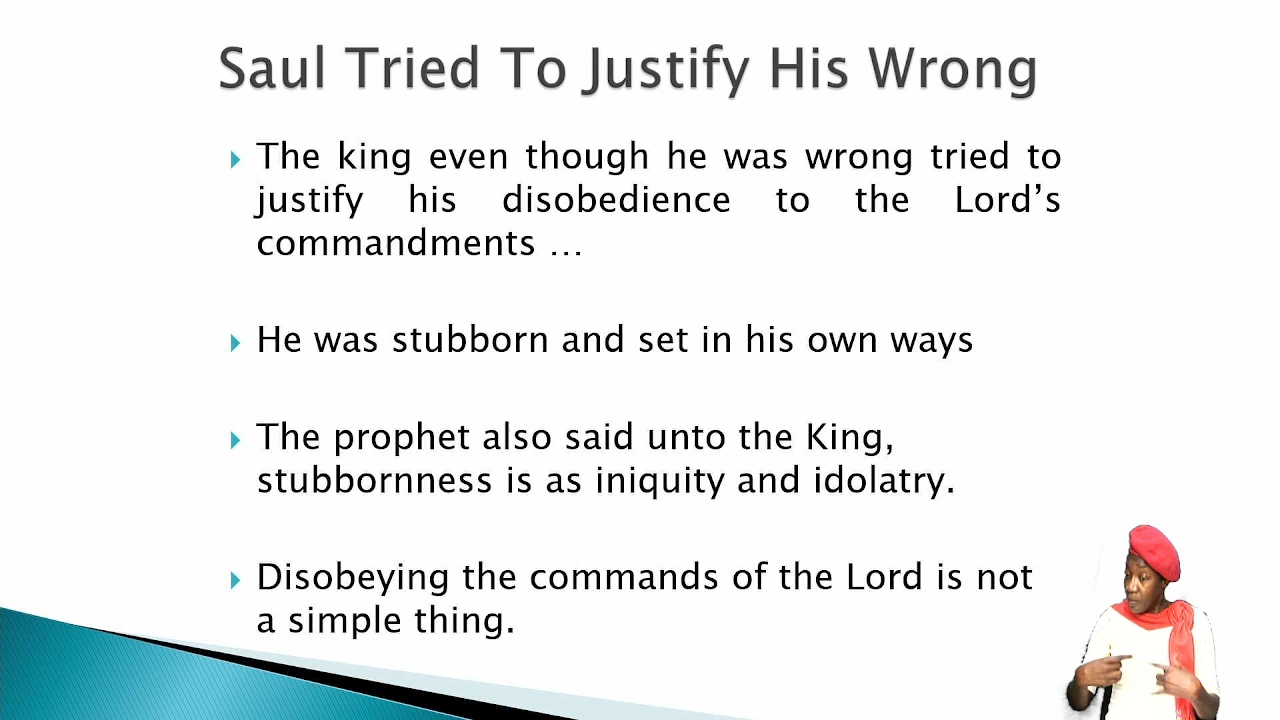 Saul Tried To Justify His Wrong
The king even though he was wrong tried to
justify his disobedience to the Lord’s
commandments …
He was stubborn and set in his own ways
The prophet also said unto the King,
stubbornness is as iniquity and idolatry.
Disobeying the commands of the Lord is not
a simple thing.